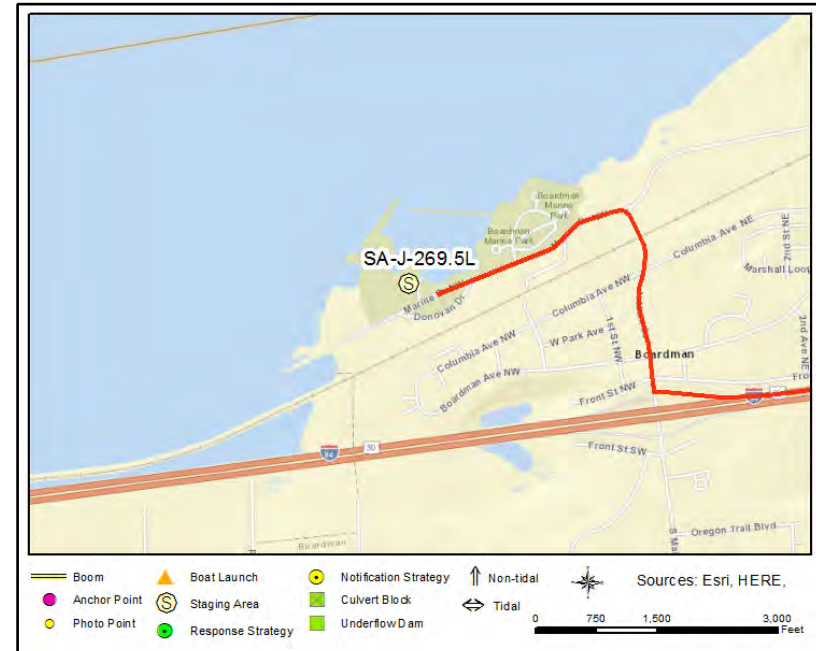 Boardman
Marine
Park
Boardman
Marine Park
SA-J-269.5L
S
Marine Dr NW
Donovan Dr
Columbia Ave NE
2nd St NE
Marshall Loop
Columbia Ave NW
1st St NW
W Park Ave
Boardman
2nd Ave NE
Boardman Ave NW
Front St NW
Fro
84
30
Front St SW
Boardman
Oregon Trail Blvd
S Ma
Boom
Boat Launch
Notification Strategy
Non-tidal
Sources: Esri, HERE,
Anchor Point
S
Staging Area
Culvert Block
Tidal
Photo Point
Response Strategy
Underflow Dam
0 750 1,500 3,000
Feet